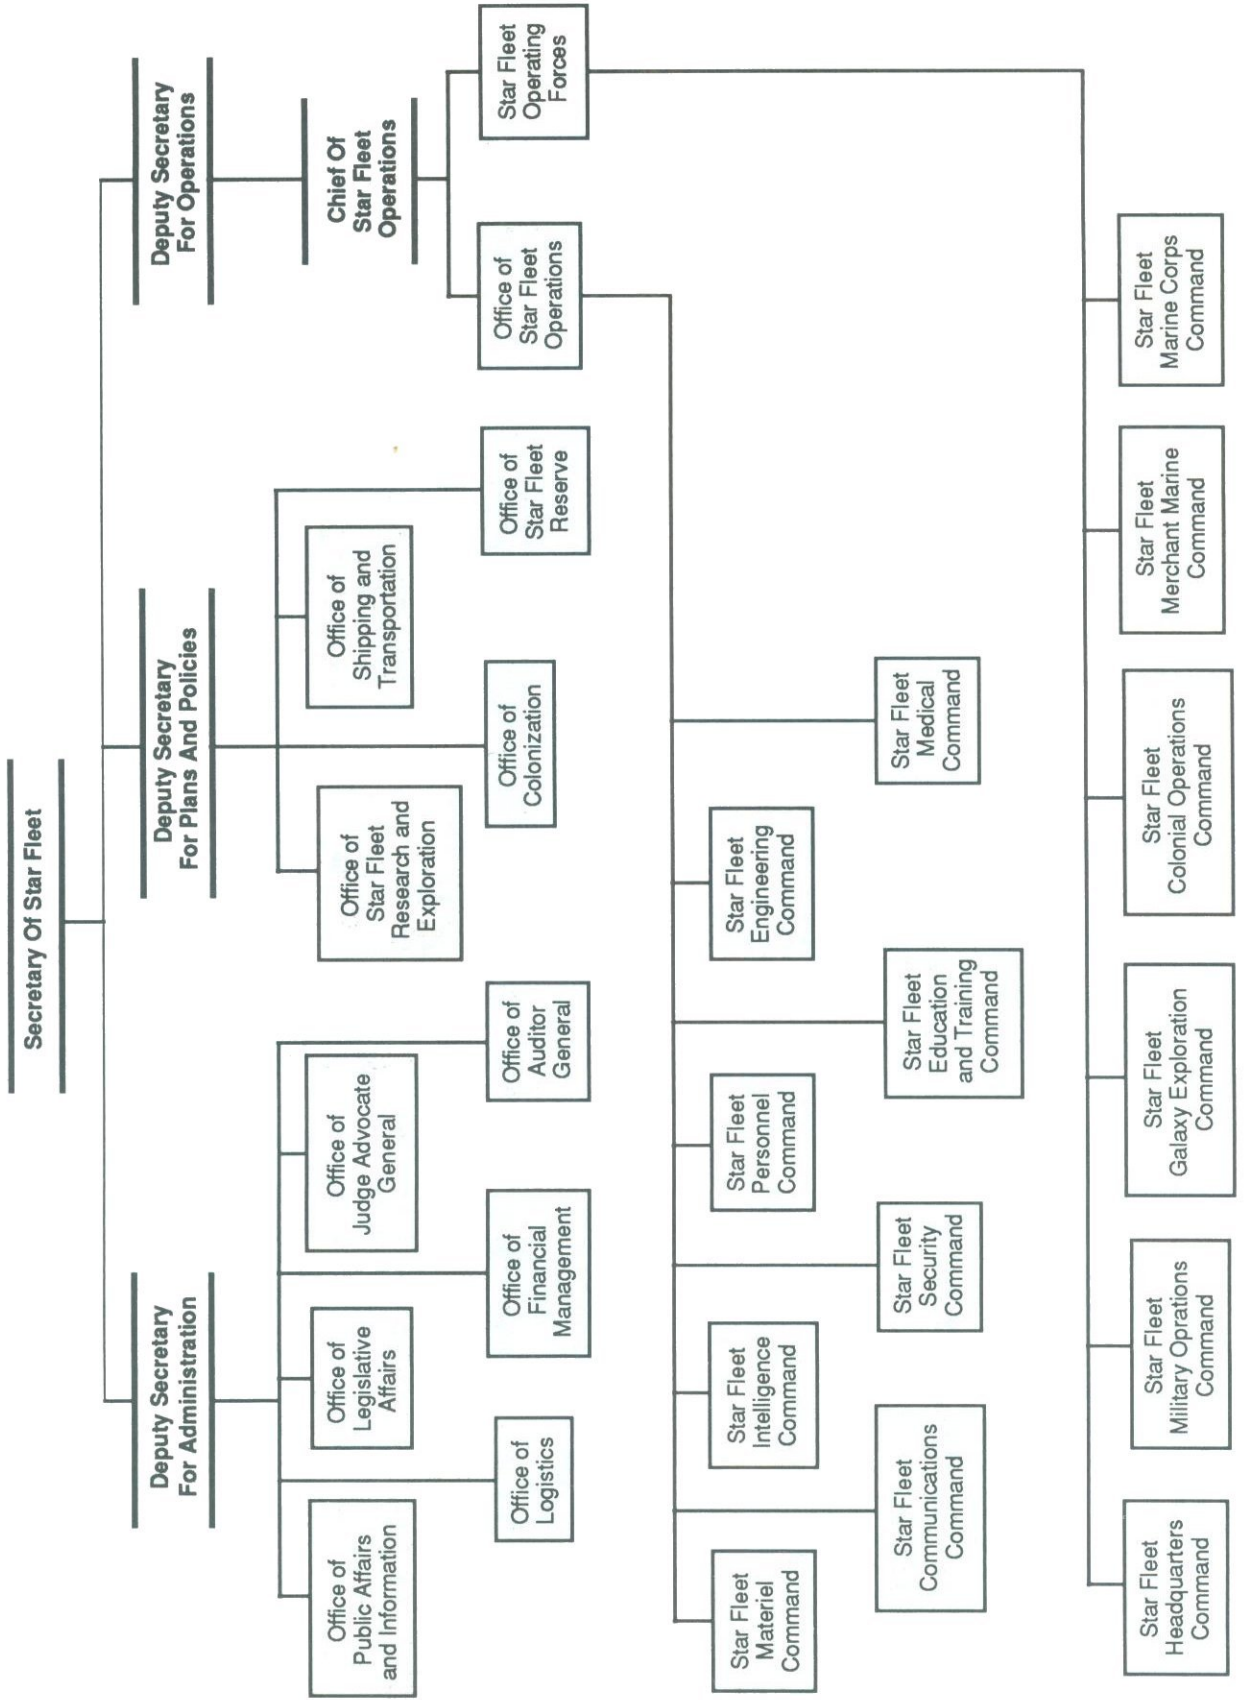 Secretary Of Star Fleet
Deputy Secretary
For Administration
Deputy Secretary
For Plans And Policies
Deputy Secretary
For Operations
Chief Of
Star Fleet
Operations
Office of
Public Affairs
and Information
Office of
Logistics
Office of
Legislative
Affairs
Office of
Financial
Management
Office of
Judge Advocate
General
Office of
Auditor
General
Office of
Star Fleet
Research and
Exploration
Office of
Colonization
Office of
Shipping and
Transportation
Office of
Star Fleet
Reserve
Office of
Star Fleet
Operations
Star Fleet
Operating
Forces
Star Fleet
Materiel
Command
Star Fleet
Communications
Command
Star Fleet
Intelligence
Command
Star Fleet
Security
Command
Star Fleet
Personnel
Command
Star Fleet
Education
and Training
Command
Star Fleet
Engineering
Command
Star Fleet
Medical
Command
Star Fleet
Headquarters
Command
Star Fleet
Military Oprations
Command
Star Fleet
Galaxy Exploration
Command
Star Fleet
Colonial Operations
Command
Star Fleet
Merchant Marine
Command
Star Fleet
Marine Corps
Command